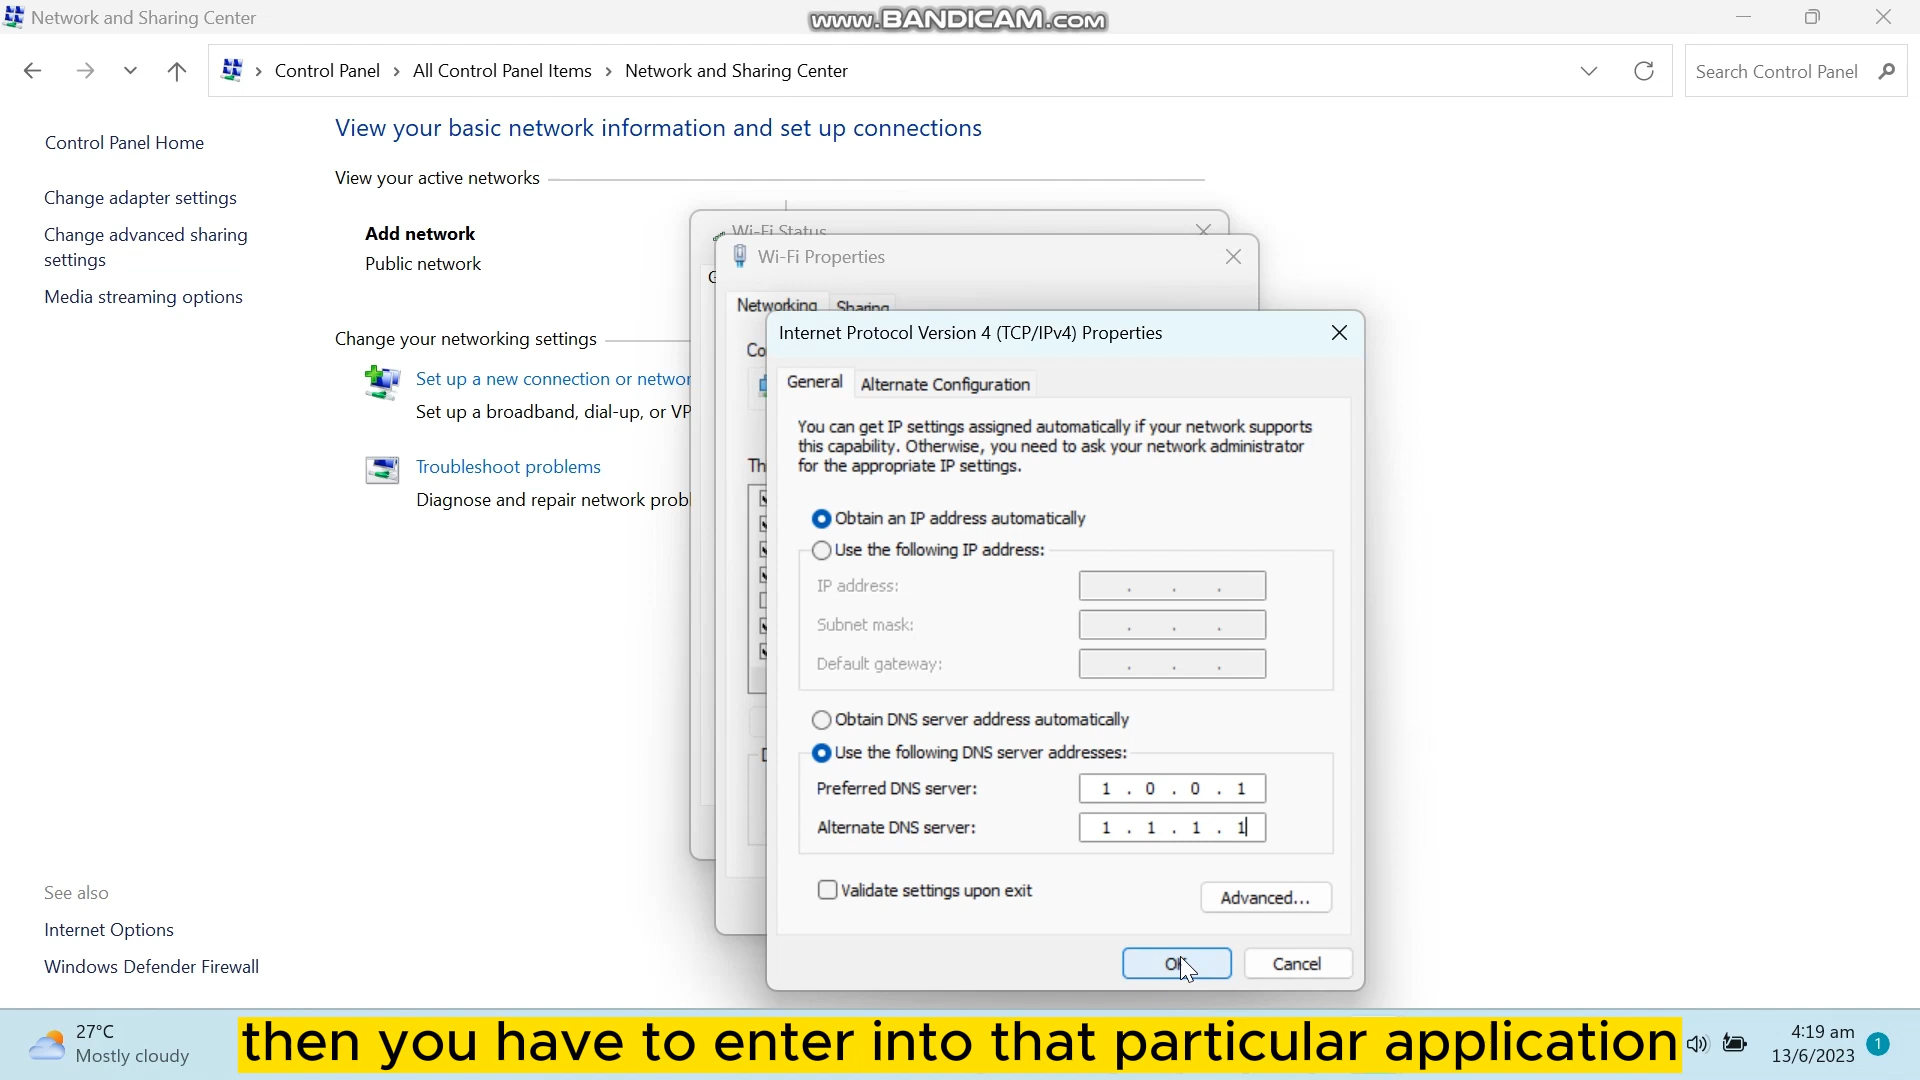 Network and Sharing Center
www.BANDICAM.com
Control Panel > All Control Panel Items > Network and Sharing Center
Search Control Panel
Control Panel Home
Change adapter settings
Change advanced sharing
settings
Media streaming options
View your basic network information and set up connections
View your active networks
Add network
Public network
Change your networking settings
Set up a new connection or networ
Set up a broadband, dial-up, or VP
Troubleshoot problems
Diagnose and repair network probl
Wi-Fi Status
G
Wi-Fi Properties
Networking Sharing
Co
Th
Internet Protocol Version 4 (TCP/IPv4) Properties
General Alternate Configuration
You can get IP settings assigned automatically if your network supports
this capability. Otherwise, you need to ask your network administrator
for the appropriate IP settings.
Obtain an IP address automatically
Use the following IP address:
IP address: . . .
Subnet mask: . . .
Default gateway: . . .
Obtain DNS server address automatically
Use the following DNS server addresses:
Preferred DNS server: 1 . 0 . 0 . 1
Alternate DNS server: 1 . 1 . 1 . 1
Validate settings upon exit
Advanced...
OK Cancel
See also
Internet Options
Windows Defender Firewall
27°C
Mostly cloudy
then you have to enter into that particular application
4:19 am
13/6/2023
1